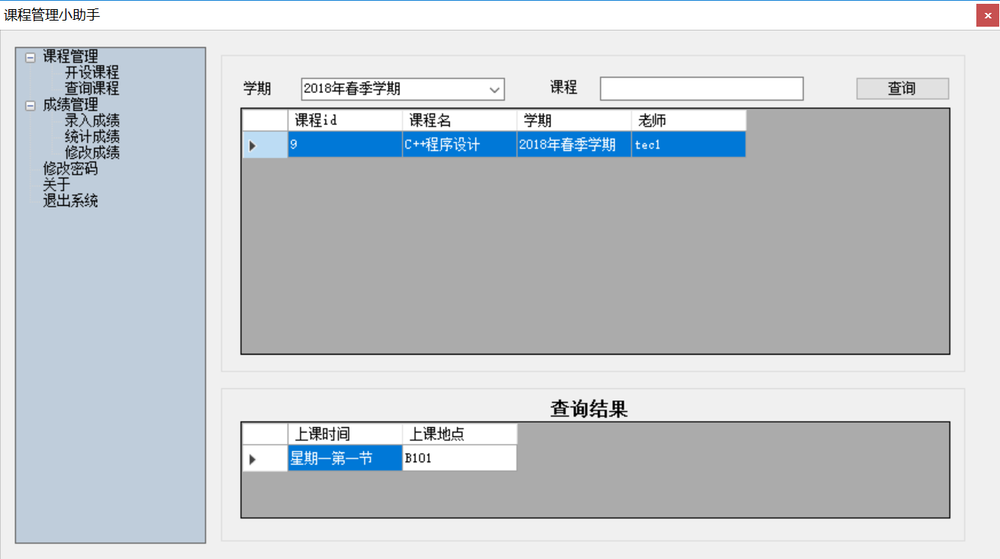 课程管理小助手
课程管理
开设课程
查询课程
成绩管理
录入成绩
统计成绩
修改成绩
修改密码
关于
退出系统
学期 2018年春季学期 课程 查询
课程id 课程名 学期 老师
9 C++程序设计 2018年春季学期 tec1
查询结果
上课时间 上课地点
星期一第一节 B101